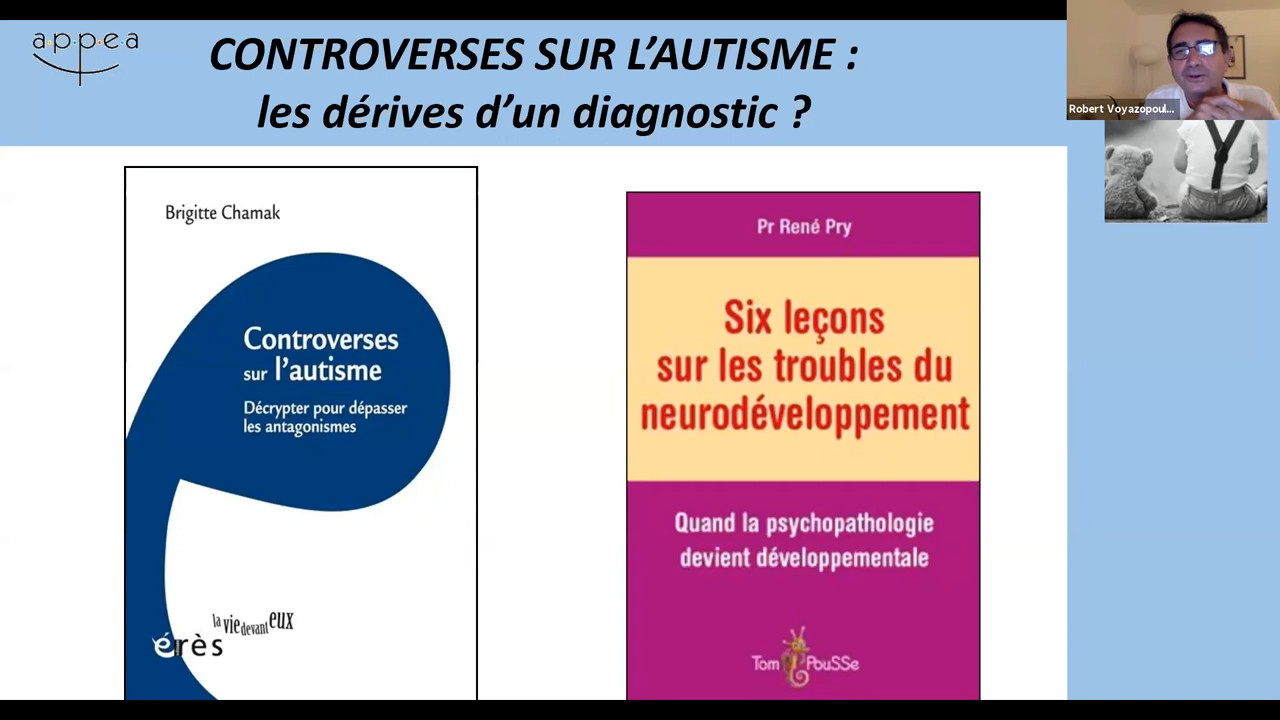 a·p·p·e·a
CONTROVERSES SUR L’AUTISME :
les dérives d’un diagnostic ?
Robert Voyazopoul...
Brigitte Chamak
Controverses
sur l’autisme
Décrypter pour dépasser
les antagonismes
la vie devant eux
érès
Pr René Pry
Six leçons
sur les troubles du
neurodéveloppement
Quand la psychopathologie
devient développementale
Tom PouSSe